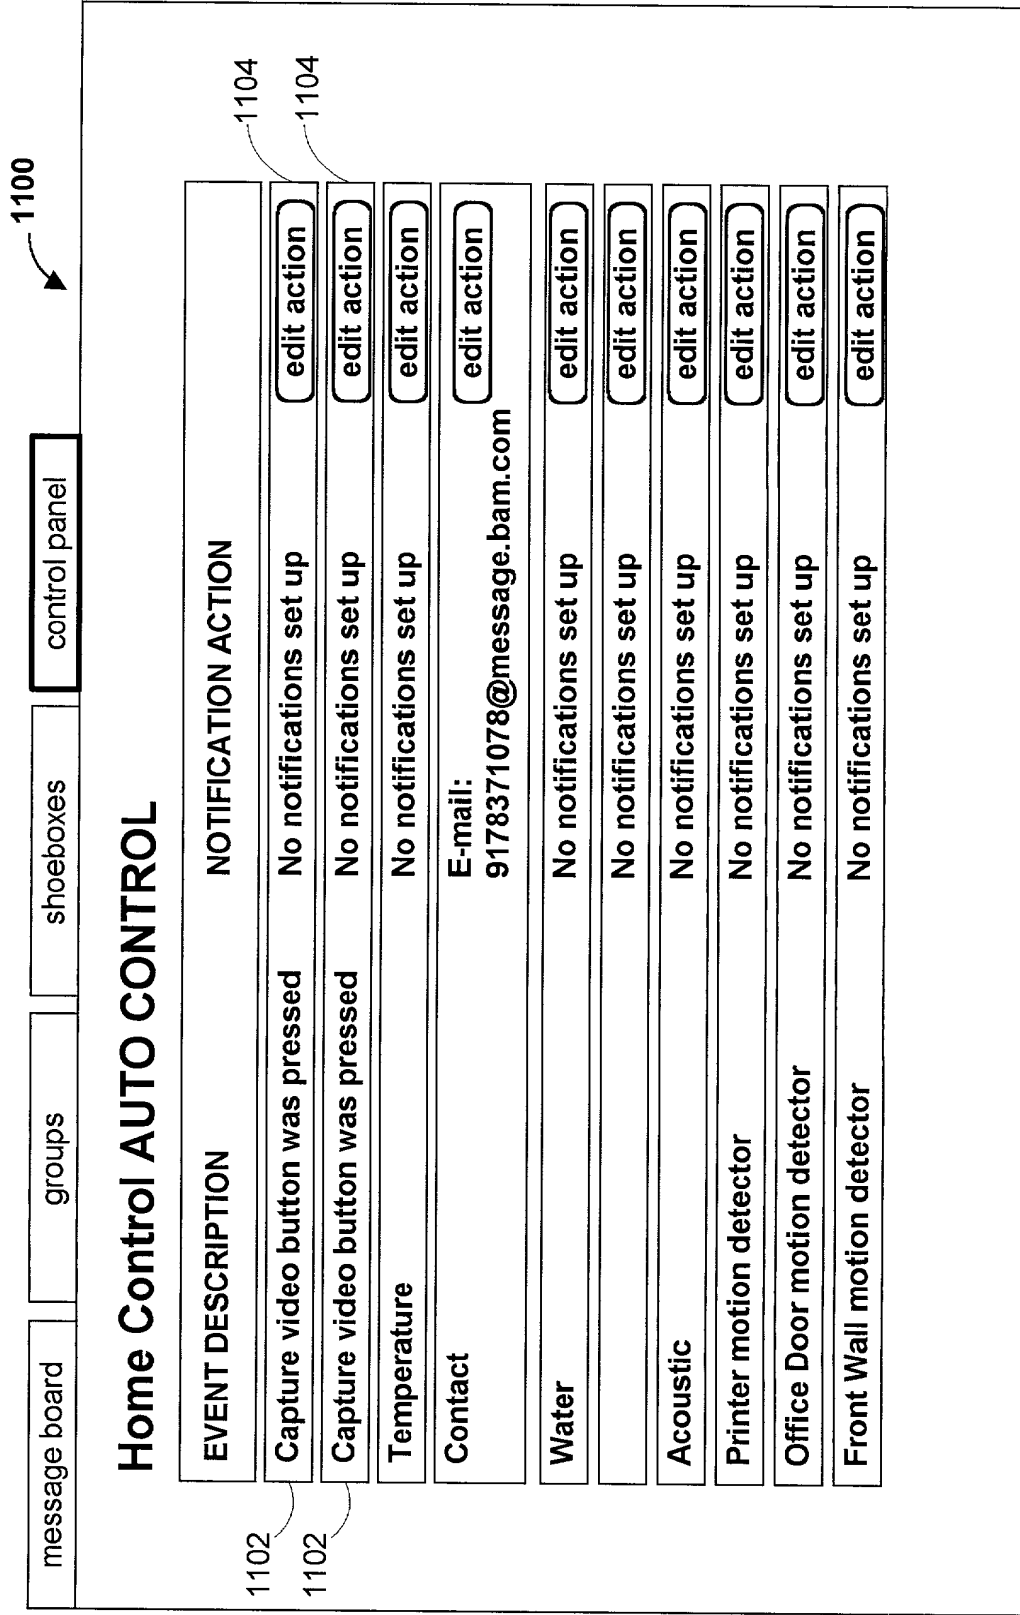 1100
message board groups shoeboxes control panel
Home Control AUTO CONTROL
EVENT DESCRIPTION NOTIFICATION ACTION
1102 Capture video button was pressed No notifications set up edit action 1104
1102 Capture video button was pressed No notifications set up edit action 1104
Temperature No notifications set up edit action
Contact E-mail: edit action
9178371078@message.bam.com
Water No notifications set up edit action
No notifications set up edit action
Acoustic No notifications set up edit action
Printer motion detector No notifications set up edit action
Office Door motion detector No notifications set up edit action
Front Wall motion detector No notifications set up edit action